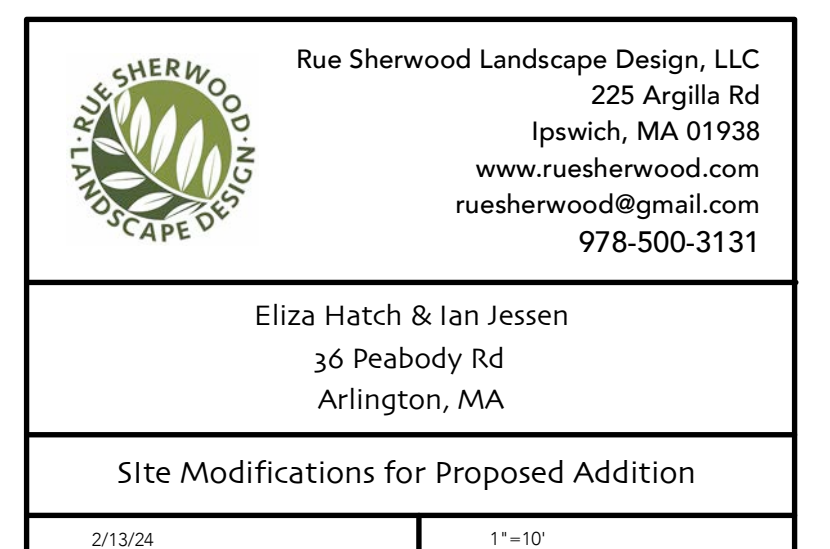 RUE SHERWOOD
LANDSCAPE DESIGN
Rue Sherwood Landscape Design, LLC
225 Argilla Rd
Ipswich, MA 01938
www.ruesherwood.com
ruesherwood@gmail.com
978-500-3131
Eliza Hatch & Ian Jessen
36 Peabody Rd
Arlington, MA
SIte Modifications for Proposed Addition
2/13/24
1"=10'